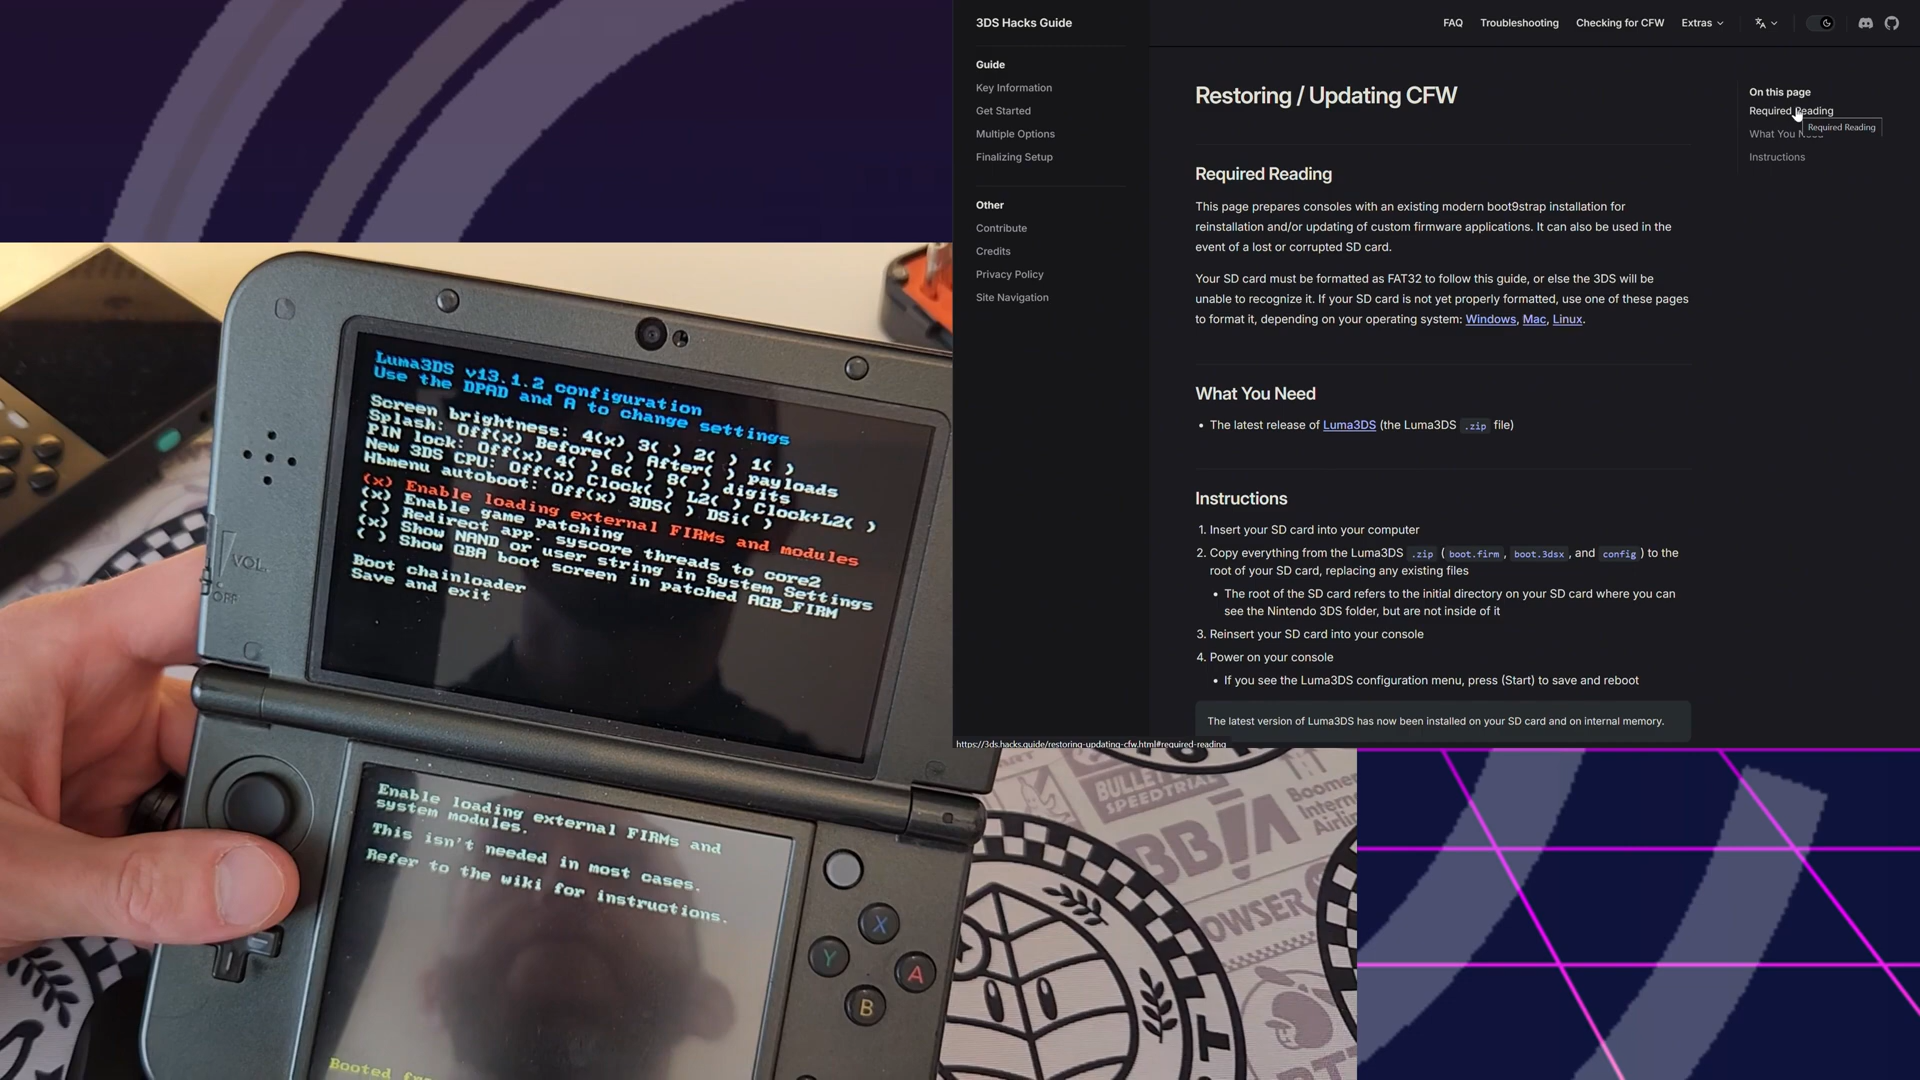 3DS Hacks Guide
FAQ
Troubleshooting
Checking for CFW
Extras
Guide
Key Information
Get Started
Multiple Options
Finalizing Setup
Other
Contribute
Credits
Privacy Policy
Site Navigation
Restoring / Updating CFW
Required Reading
This page prepares consoles with an existing modern boot9strap installation for
reinstallation and/or updating of custom firmware applications. It can also be used in the
event of a lost or corrupted SD card.
Your SD card must be formatted as FAT32 to follow this guide, or else the 3DS will be
unable to recognize it. If your SD card is not yet properly formatted, use one of these pages
to format it, depending on your operating system: Windows, Mac, Linux.
What You Need
• The latest release of Luma3DS (the Luma3DS .zip file)
Instructions
1. Insert your SD card into your computer
2. Copy everything from the Luma3DS .zip ( boot.firm , boot.3dsx , and config ) to the
root of your SD card, replacing any existing files
• The root of the SD card refers to the initial directory on your SD card where you can
see the Nintendo 3DS folder, but are not inside of it
3. Reinsert your SD card into your console
4. Power on your console
• If you see the Luma3DS configuration menu, press (Start) to save and reboot
The latest version of Luma3DS has now been installed on your SD card and on internal memory.
https://3ds.hacks.guide/restoring-updating-cfw.html#required-reading
On this page
Required Reading
Required Reading
What You
Instructions
Luma3DS v13.1.2 configuration
Use the DPAD and A to change settings
Screen brightness: 4(x) 3( ) 2( ) 1( )
Splash: Off(x) Before( ) After( ) payloads
PIN lock: Off(x) 4( ) 6( ) 8( ) digits
New 3DS CPU: Off(x) Clock( ) L2( ) Clock+L2( )
Hbmenu autoboot: Off(x) 3DS( ) DSi( )
(x) Enable loading external FIRMs and modules
(x) Enable game patching
( ) Redirect app. syscore threads to core2
(x) Show NAND or user string in System Settings
( ) Show GBA boot screen in patched AGB_FIRM
Boot chainloader
Save and exit
VOL.
OFF
Enable loading external FIRMs and
system modules.
This isn't needed in most cases.
Refer to the wiki for instructions.
Booted
X
Y
A
B
BULLET
SPEEDTRIAL
BB!A
Boomer
Intern
Airlin
OWSER